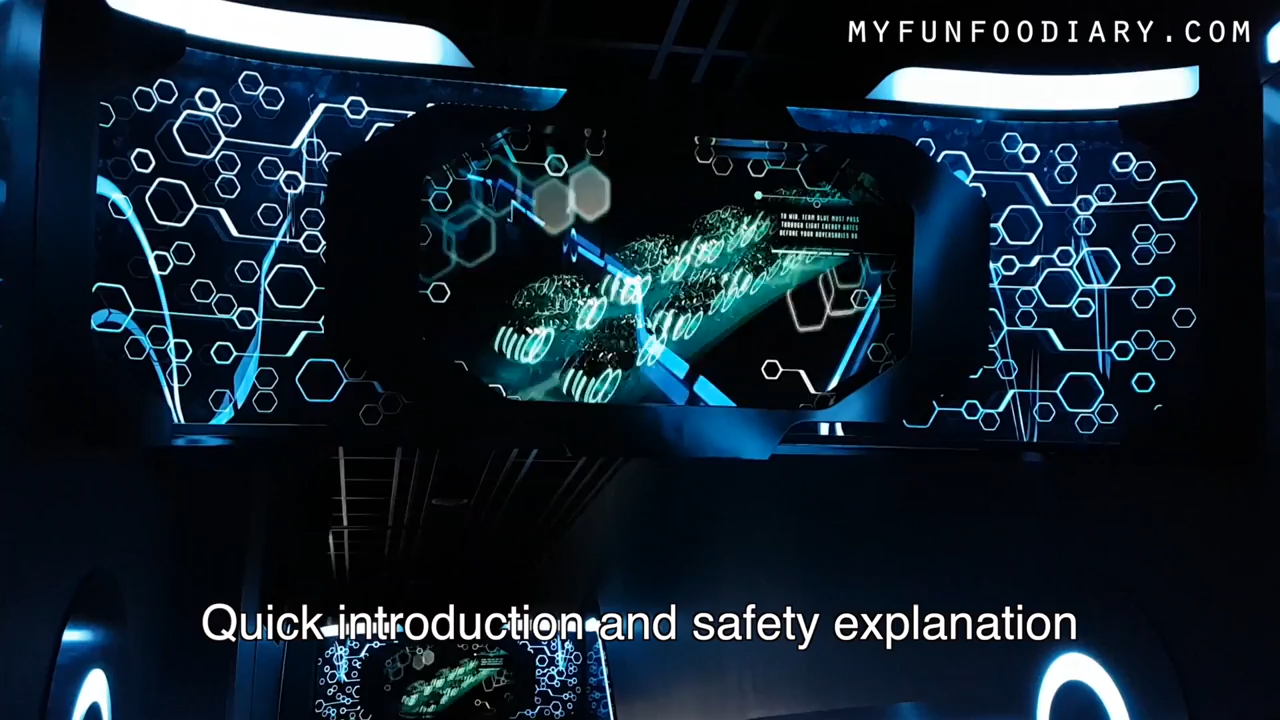 MYFUNFOODIARY.COM
TO WIN, TEAM BLUE MUST PASS
THROUGH EIGHT ENERGY GATES
BEFORE YOUR ADVERSARIES DO
Quick introduction and safety explanation